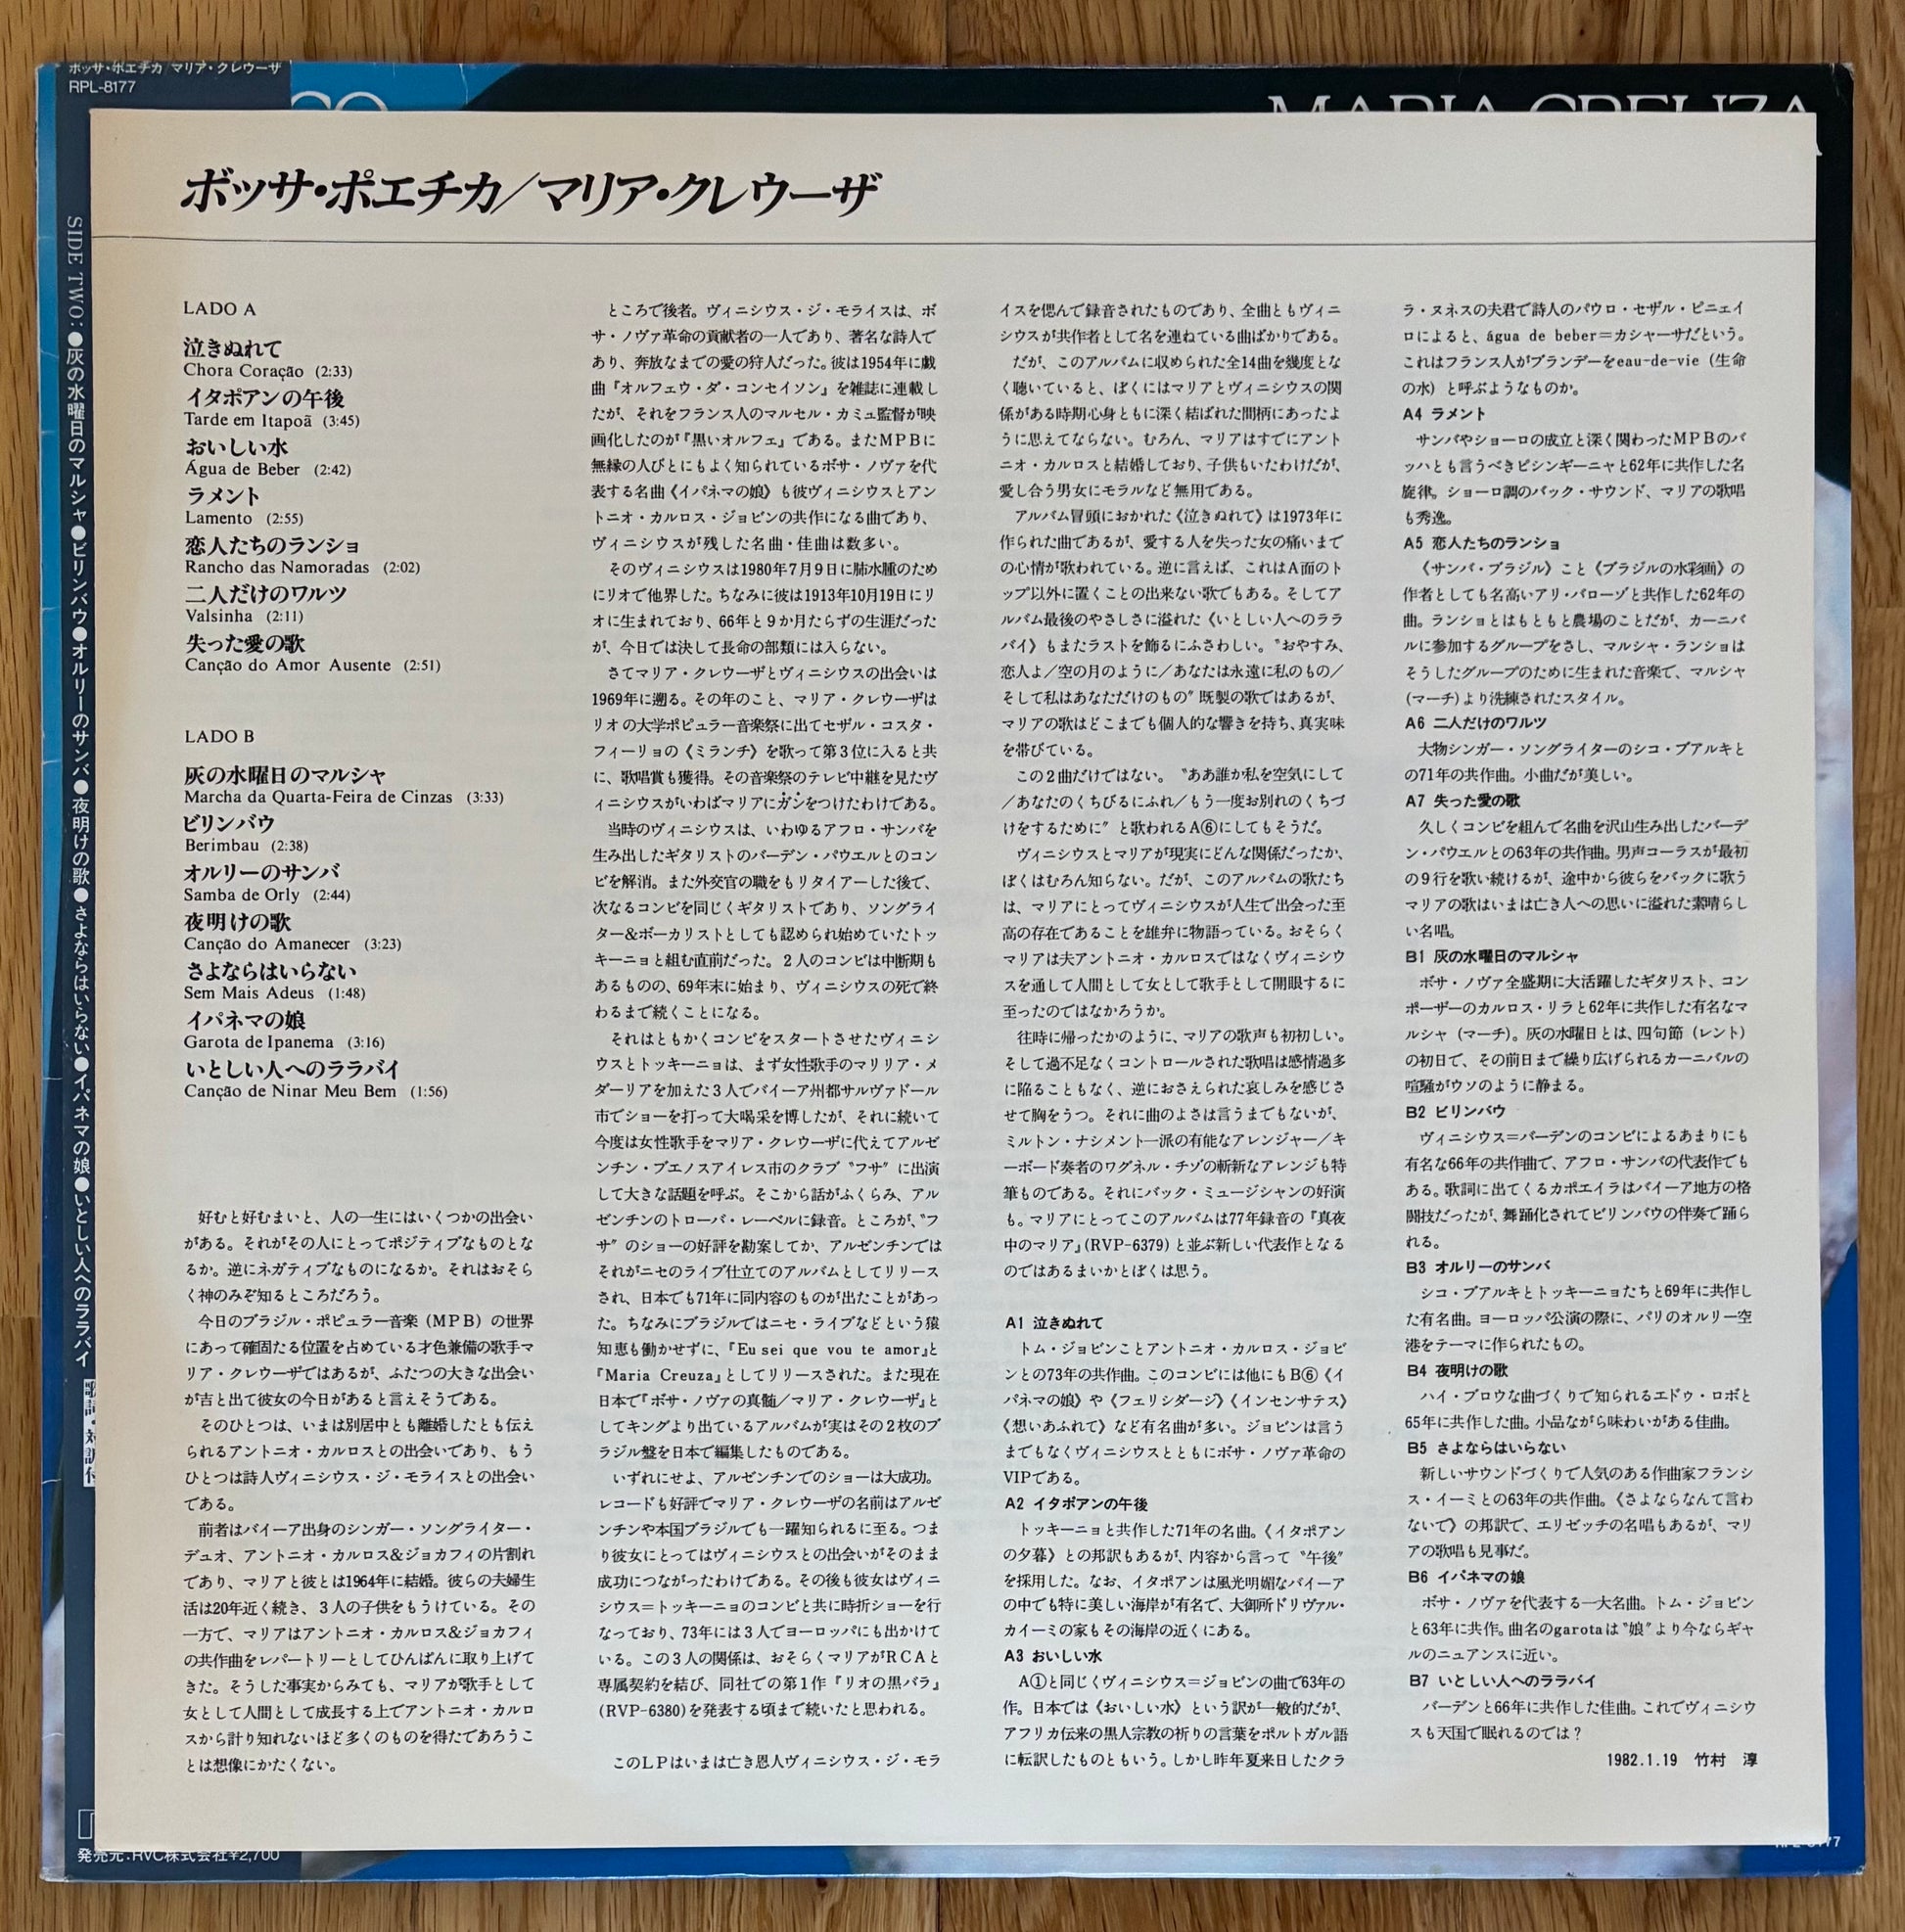 ボッサ・ポエチカ/マリア・クレウーザ
RPL-8177
MARIA CREUZA
SIDE TWO:●灰の水曜日のマルシャ●ビリンバウ●オルリーのサンバ●夜明けの歌●さよならはいらない●イパネマの娘●いとしい人へのララバイ
発売元:RVC株式会社¥2,700
ボッサ・ポエチカ/マリア・クレウーザ
LADO A
泣きぬれて
Chora Coração (2:33)
イタポアンの午後
Tarde em Itapoã (3:45)
おいしい水
Água de Beber (2:42)
ラメント
Lamento (2:55)
恋人たちのランショ
Rancho das Namoradas (2:02)
二人だけのワルツ
Valsinha (2:11)
失った愛の歌
Canção do Amor Ausente (2:51)
LADO B
灰の水曜日のマルシャ
Marcha da Quarta-Feira de Cinzas (3:33)
ビリンバウ
Berimbau (2:38)
オルリーのサンバ
Samba de Orly (2:44)
夜明けの歌
Canção do Amanecer (3:23)
さよならはいらない
Sem Mais Adeus (1:48)
イパネマの娘
Garota de Ipanema (3:16)
いとしい人へのララバイ
Canção de Ninar Meu Bem (1:56)
好むと好むまいと、人の一生にはいくつかの出会い
がある。それがその人にとってポジティブなものとな
るか。逆にネガティブなものになるか。それはおそら
く神のみぞ知るところだろう。
今日のブラジル・ポピュラー音楽(MPB)の世界
にあって確固たる位置を占めている才色兼備の歌手マ
リア・クレウーザではあるが、ふたつの大きな出会い
が吉と出て彼女の今日があると言えそうである。
そのひとつは、いまは別居中とも離婚したとも伝え
られるアントニオ・カルロスとの出会いであり、もう
ひとつは詩人ヴィニシウス・ジ・モライスとの出会い
である。
前者はバイーア出身のシンガー・ソングライター・
デュオ、アントニオ・カルロス&ジョカフィの片割れ
であり、マリアと彼とは1964年に結婚。彼らの夫婦生
活は20年近く続き、3人の子供をもうけている。その
一方で、マリアはアントニオ・カルロス&ジョカフィ
の共作曲をレパートリーとしてひんぱんに取り上げて
きた。そうした事実からみても、マリアが歌手として
女として人間として成長する上でアントニオ・カルロ
スから計り知れないほど多くのものを得たであろうこ
とは想像にかたくない。
ところで後者。ヴィニシウス・ジ・モライスは、ボ
サ・ノヴァ革命の貢献者の一人であり、著名な詩人で
あり、奔放なまでの愛の狩人だった。彼は1954年に戯
曲『オルフェウ・ダ・コンセイソン』を雑誌に連載し
たが、それをフランス人のマルセル・カミュ監督が映
画化したのが『黒いオルフェ』である。またMPBに
無縁の人びとにもよく知られているボサ・ノヴァを代
表する名曲《イパネマの娘》も彼ヴィニシウスとアン
トニオ・カルロス・ジョビンの共作になる曲であり、
ヴィニシウスが残した名曲・佳曲は数多い。
そのヴィニシウスは1980年7月9日に肺水腫のため
にリオで他界した。ちなみに彼は1913年10月19日にリ
オに生まれており、66年と9か月たらずの生涯だった
が、今日では決して長命の部類には入らない。
さてマリア・クレウーザとヴィニシウスの出会いは
1969年に遡る。その年のこと、マリア・クレウーザは
リオの大学ポピュラー音楽祭に出てセザル・コスタ・
フィーリョの《ミランチ》を歌って第3位に入ると共
に、歌唱賞も獲得。その音楽祭のテレビ中継を見たヴ
ィニシウスがいわばマリアにガンをつけたわけである。
当時のヴィニシウスは、いわゆるアフロ・サンバを
生み出したギタリストのバーデン・パウエルとのコン
ビを解消。また外交官の職をもリタイアーした後で、
次なるコンビを同じくギタリストであり、ソングライ
ター&ボーカリストとしても認められ始めていたトッ
キーニョと組む直前だった。2人のコンビは中断期も
あるものの、69年末に始まり、ヴィニシウスの死で終
わるまで続くことになる。
それはともかくコンビをスタートさせたヴィニシ
ウスとトッキーニョは、まず女性歌手のマリリア・メ
ダーリアを加えた3人でバイーア州都サルヴァドール
市でショーを打って大喝采を博したが、それに続いて
今度は女性歌手をマリア・クレウーザに代えてアルゼ
ンチン・ブエノスアイレス市のクラブ〝フサ〟に出演
して大きな話題を呼ぶ。そこから話がふくらみ、アル
ゼンチンのトローバ・レーベルに録音。ところが、〝フ
サ〟のショーの好評を勘案してか、アルゼンチンでは
それがニセのライブ仕立てのアルバムとしてリリース
され、日本でも71年に同内容のものが出たことがあっ
た。ちなみにブラジルではニセ・ライブなどという猿
知恵も働かせずに、『Eu sei que vou te amor』と
『Maria Creuza』としてリリースされた。また現在
日本で『ボサ・ノヴァの真髄/マリア・クレウーザ』と
してキングより出ているアルバムが実はその2枚のブ
ラジル盤を日本で編集したものである。
いずれにせよ、アルゼンチンでのショーは大成功。
レコードも好評でマリア・クレウーザの名前はアルゼ
ンチンや本国ブラジルでも一躍知られるに至る。つま
り彼女にとってはヴィニシウスとの出会いがそのまま
成功につながったわけである。その後も彼女はヴィニ
シウス=トッキーニョのコンビと共に時折ショーを行
なっており、73年には3人でヨーロッパにも出かけて
いる。この3人の関係は、おそらくマリアがRCAと
専属契約を結び、同社での第1作『リオの黒バラ』
(RVP-6380)を発表する頃まで続いたと思われる。
このLPはいまは亡き恩人ヴィニシウス・ジ・モラ
イスを偲んで録音されたものであり、全曲ともヴィニ
シウスが共作者として名を連ねている曲ばかりである。
だが、このアルバムに収められた全14曲を幾度とな
く聴いていると、ぼくにはマリアとヴィニシウスの関
係がある時期心身ともに深く結ばれた間柄にあったよ
うに思えてならない。むろん、マリアはすでにアント
ニオ・カルロスと結婚しており、子供もいたわけだが、
愛し合う男女にモラルなど無用である。
アルバム冒頭におかれた《泣きぬれて》は1973年に
作られた曲であるが、愛する人を失った女の痛いまで
の心情が歌われている。逆に言えば、これはA面のト
ップ以外に置くことの出来ない歌でもある。そしてア
ルバム最後のやさしさに溢れた《いとしい人へのララ
バイ》もまたラストを飾るにふさわしい。〝おやすみ、
恋人よ/空の月のように/あなたは永遠に私のもの/
そして私はあなただけのもの〟既製の歌ではあるが、
マリアの歌はどこまでも個人的な響きを持ち、真実味
を帯びている。
この2曲だけではない。〝ああ誰か私を空気にして
/あなたのくちびるにふれ/もう一度お別れのくちづ
けをするために〟と歌われるA⑥にしてもそうだ。
ヴィニシウスとマリアが現実にどんな関係だったか、
ぼくはむろん知らない。だが、このアルバムの歌たち
は、マリアにとってヴィニシウスが人生で出会った至
高の存在であることを雄弁に物語っている。おそらく
マリアは夫アントニオ・カルロスではなくヴィニシウ
スを通して人間として女として歌手として開眼するに
至ったのではなかろうか。
往時に帰ったかのように、マリアの歌声も初初しい。
そして過不足なくコントロールされた歌唱は感情過多
に陥ることもなく、逆におさえられた哀しみを感じさ
せて胸をうつ。それに曲のよさは言うまでもないが、
ミルトン・ナシメント一派の有能なアレンジャー/キ
ーボード奏者のワグネル・チゾの斬新なアレンジも特
筆ものである。それにバック・ミュージシャンの好演
も。マリアにとってこのアルバムは77年録音の『真夜
中のマリア』(RVP-6379)と並ぶ新しい代表作となる
のではあるまいかとぼくは思う。
A1 泣きぬれて
トム・ジョビンことアントニオ・カルロス・ジョビ
ンとの73年の共作曲。このコンビには他にもB⑥《イ
パネマの娘》や《フェリシダージ》《インセンサテス》
《想いあふれて》など有名曲が多い。ジョビンは言う
までもなくヴィニシウスとともにボサ・ノヴァ革命の
VIPである。
A2 イタポアンの午後
トッキーニョと共作した71年の名曲。《イタポアン
の夕暮》との邦訳もあるが、内容から言って〝午後〟
を採用した。なお、イタポアンは風光明媚なバイーア
の中でも特に美しい海岸が有名で、大御所ドリヴァル・
カイーミの家もその海岸の近くにある。
A3 おいしい水
A①と同じくヴィニシウス=ジョビンの曲で63年の
作。日本では《おいしい水》という訳が一般的だが、
アフリカ伝来の黒人宗教の祈りの言葉をポルトガル語
に転訳したものともいう。しかし昨年夏来日したクラ
ラ・ヌネスの夫君で詩人のパウロ・セザル・ピニェイ
ロによると、água de beber=カシャーサだという。
これはフランス人がブランデーをeau-de-vie(生命
の水)と呼ぶようなものか。
A4 ラメント
サンバやショーロの成立と深く関わったMPBのバ
ッハとも言うべきピシンギーニャと62年に共作した名
旋律。ショーロ調のバック・サウンド、マリアの歌唱
も秀逸。
A5 恋人たちのランショ
《サンバ・ブラジル》こと《ブラジルの水彩画》の
作者としても名高いアリ・バローゾと共作した62年の
曲。ランショとはもともと農場のことだが、カーニバ
ルに参加するグループをさし、マルシャ・ランショは
そうしたグループのために生まれた音楽で、マルシャ
(マーチ)より洗練されたスタイル。
A6 二人だけのワルツ
大物シンガー・ソングライターのシコ・ブアルキと
の71年の共作曲。小曲だが美しい。
A7 失った愛の歌
久しくコンビを組んで名曲を沢山生み出したバーデ
ン・パウエルとの63年の共作曲。男声コーラスが最初
の9行を歌い続けるが、途中から彼らをバックに歌う
マリアの歌はいまは亡き人への思いに溢れた素晴らし
い名唱。
B1 灰の水曜日のマルシャ
ボサ・ノヴァ全盛期に大活躍したギタリスト、コン
ポーザーのカルロス・リラと62年に共作した有名なマ
ルシャ(マーチ)。灰の水曜日とは、四旬節(レント)
の初日で、その前日まで繰り広げられるカーニバルの
喧騒がウソのように静まる。
B2 ビリンバウ
ヴィニシウス=バーデンのコンビによるあまりにも
有名な66年の共作曲で、アフロ・サンバの代表作でも
ある。歌詞に出てくるカポエイラはバイーア地方の格
闘技だったが、舞踊化されてビリンバウの伴奏で踊ら
れる。
B3 オルリーのサンバ
シコ・ブアルキとトッキーニョたちと69年に共作し
た有名曲。ヨーロッパ公演の際に、パリのオルリー空
港をテーマに作られたもの。
B4 夜明けの歌
ハイ・ブロウな曲づくりで知られるエドゥ・ロボと
65年に共作した曲。小品ながら味わいがある佳曲。
B5 さよならはいらない
新しいサウンドづくりで人気のある作曲家フランシ
ス・イーミとの63年の共作曲。《さよならなんて言わ
ないで》の邦訳で、エリゼッチの名唱もあるが、マリ
アの歌唱も見事だ。
B6 イパネマの娘
ボサ・ノヴァを代表する一大名曲。トム・ジョビン
と63年に共作。曲名のgarotaは〝娘〟より今ならギャ
ルのニュアンスに近い。
B7 いとしい人へのララバイ
バーデンと66年に共作した佳曲。これでヴィニシウ
スも天国で眠れるのでは?
1982.1.19 竹村 淳